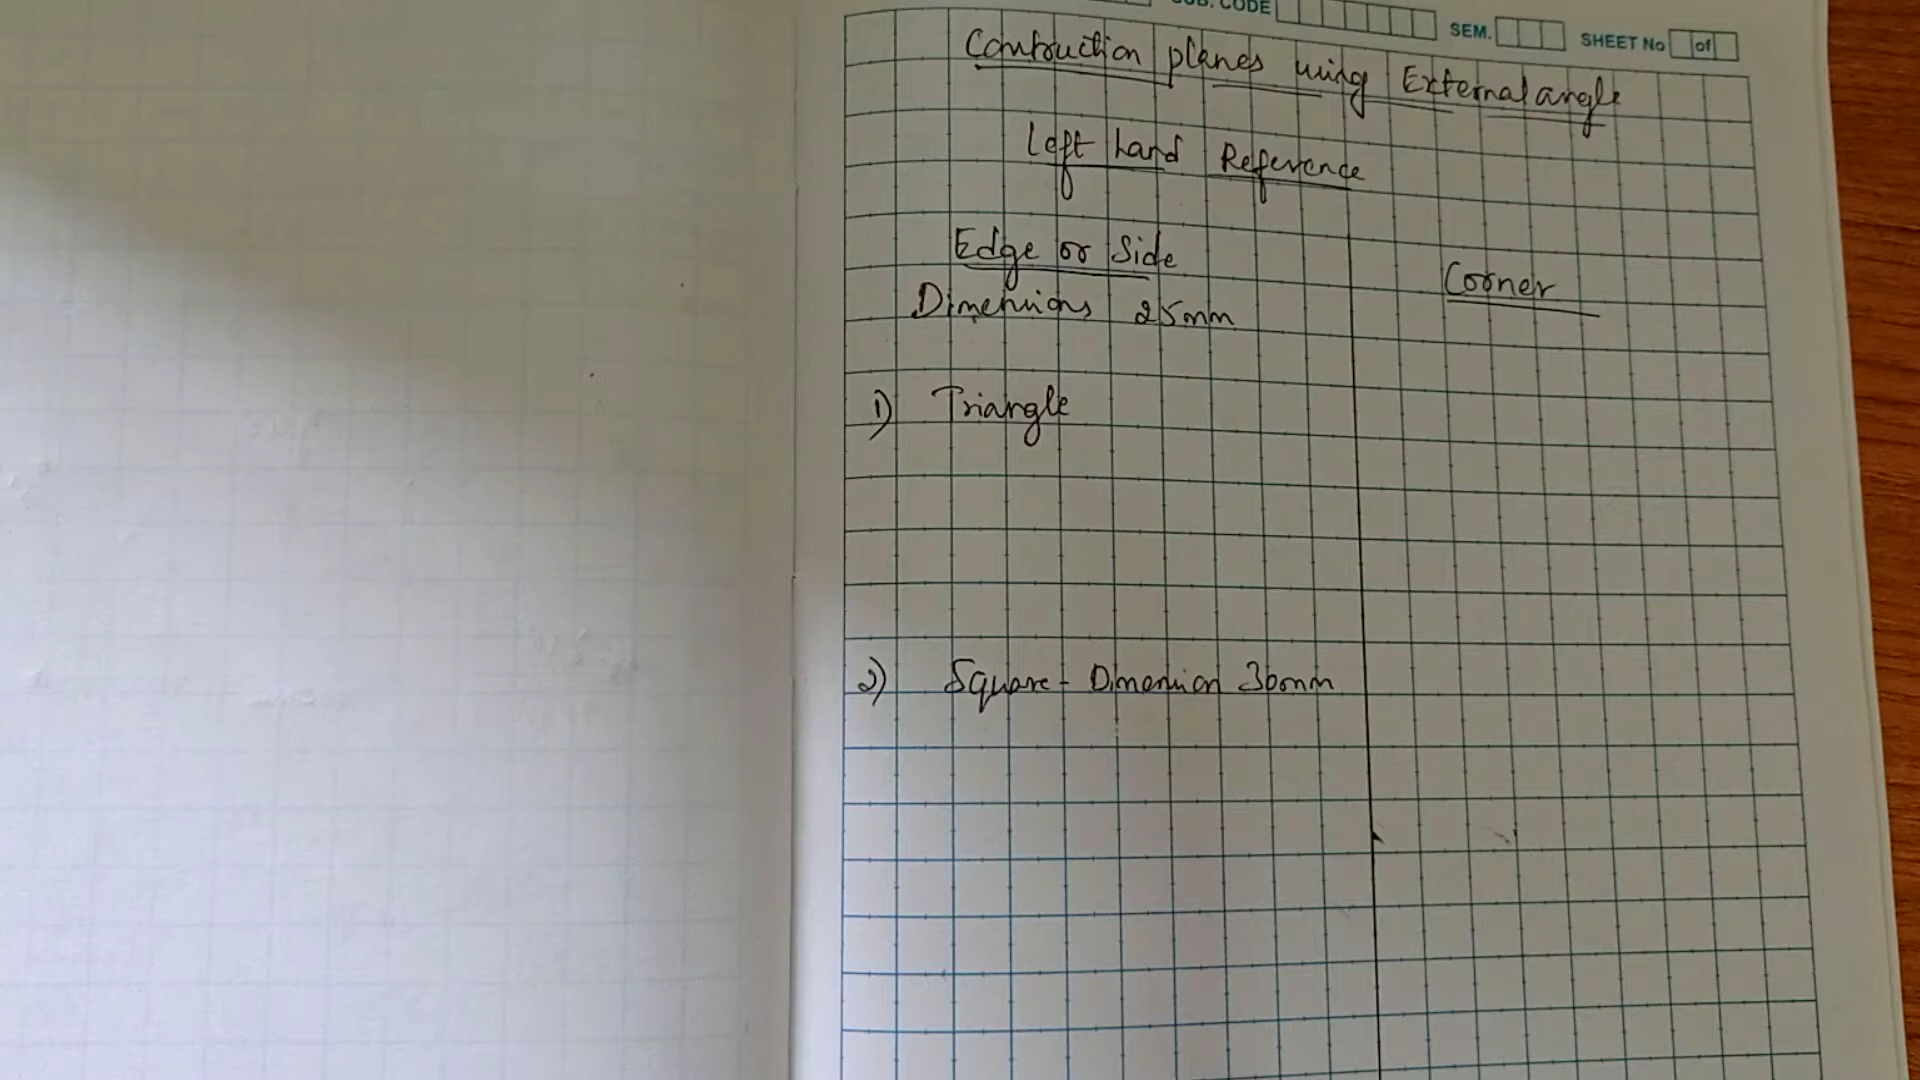 SUB. CODE SEM. SHEET No of
Construction planes using External angle
Left hand Reference
Edge or Side
Corner
Dimensions 25mm
1) Triangle
2) Square - Dimension 30mm